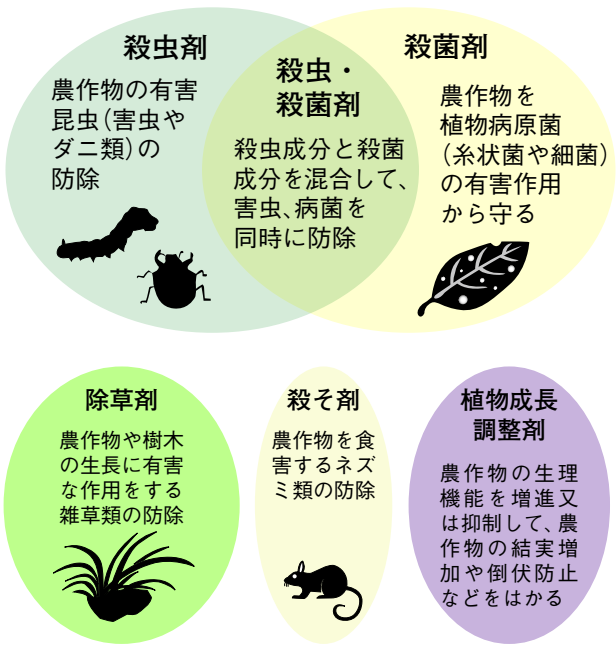 殺虫剤
農作物の有害
昆虫(害虫や
ダニ類)の
防除
殺虫・
殺菌剤
殺虫成分と殺菌
成分を混合して、
害虫、病菌を
同時に防除
殺菌剤
農作物を
植物病原菌
(糸状菌や細菌)
の有害作用
から守る
除草剤
農作物や樹木
の生長に有害
な作用をする
雑草類の防除
殺そ剤
農作物を食
害するネズ
ミ類の防除
植物成長
調整剤
農作物の生理
機能を増進又
は抑制して、農
作物の結実増
加や倒伏防止
などをはかる